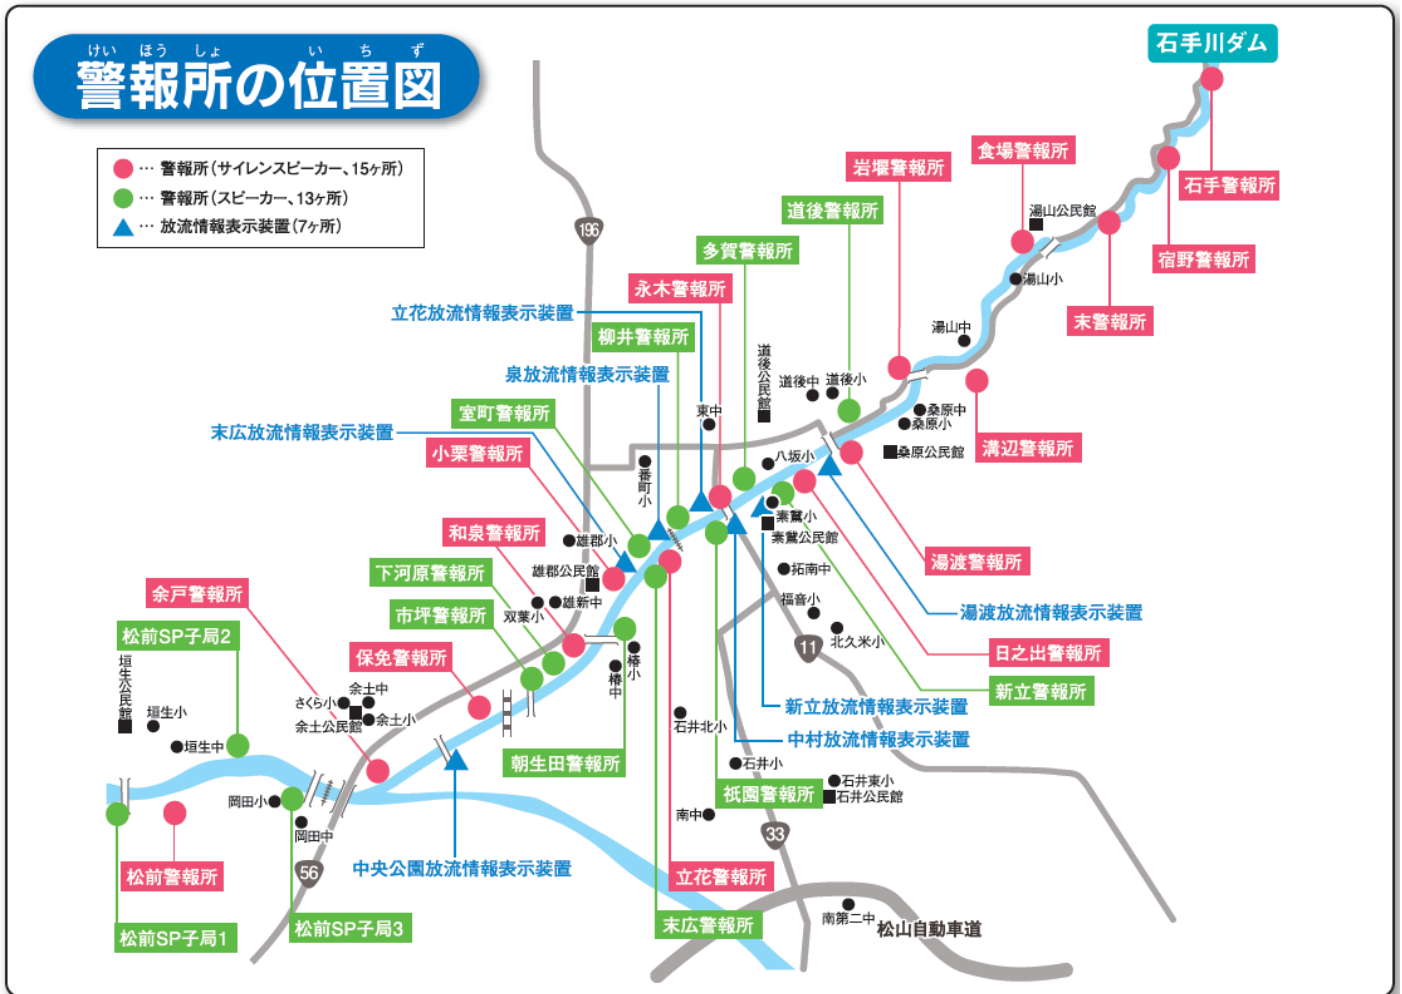 けいほうしょ い ち ず
警報所の位置図
石手川ダム
… 警報所(サイレンスピーカー、15ヶ所)
… 警報所(スピーカー、13ヶ所)
… 放流情報表示装置(7ヶ所)
196
岩堰警報所
食場警報所
石手警報所
道後警報所
湯山公民館
宿野警報所
多賀警報所
永木警報所
湯山小
立花放流情報表示装置
末警報所
柳井警報所
湯山中
道後公民館
泉放流情報表示装置
道後中
道後小
室町警報所
東中
桑原中
桑原小
末広放流情報表示装置
小栗警報所
八坂小
桑原公民館
溝辺警報所
番町小
素鵞小
和泉警報所
雄郡小
素鵞公民館
湯渡警報所
下河原警報所
雄郡公民館
拓南中
余戸警報所
市坪警報所
双葉小
雄新中
福音小
湯渡放流情報表示装置
松前SP子局2
北久米小
11
日之出警報所
保免警報所
椿小
椿中
垣生公民館
新立警報所
さくら小
余土中
垣生小
余土公民館
余土小
石井北小
新立放流情報表示装置
垣生中
中村放流情報表示装置
朝生田警報所
石井小
石井東小
石井公民館
祇園警報所
岡田小
南中
岡田中
33
56
中央公園放流情報表示装置
松前警報所
立花警報所
松前SP子局1
松前SP子局3
末広警報所
南第二中
松山自動車道